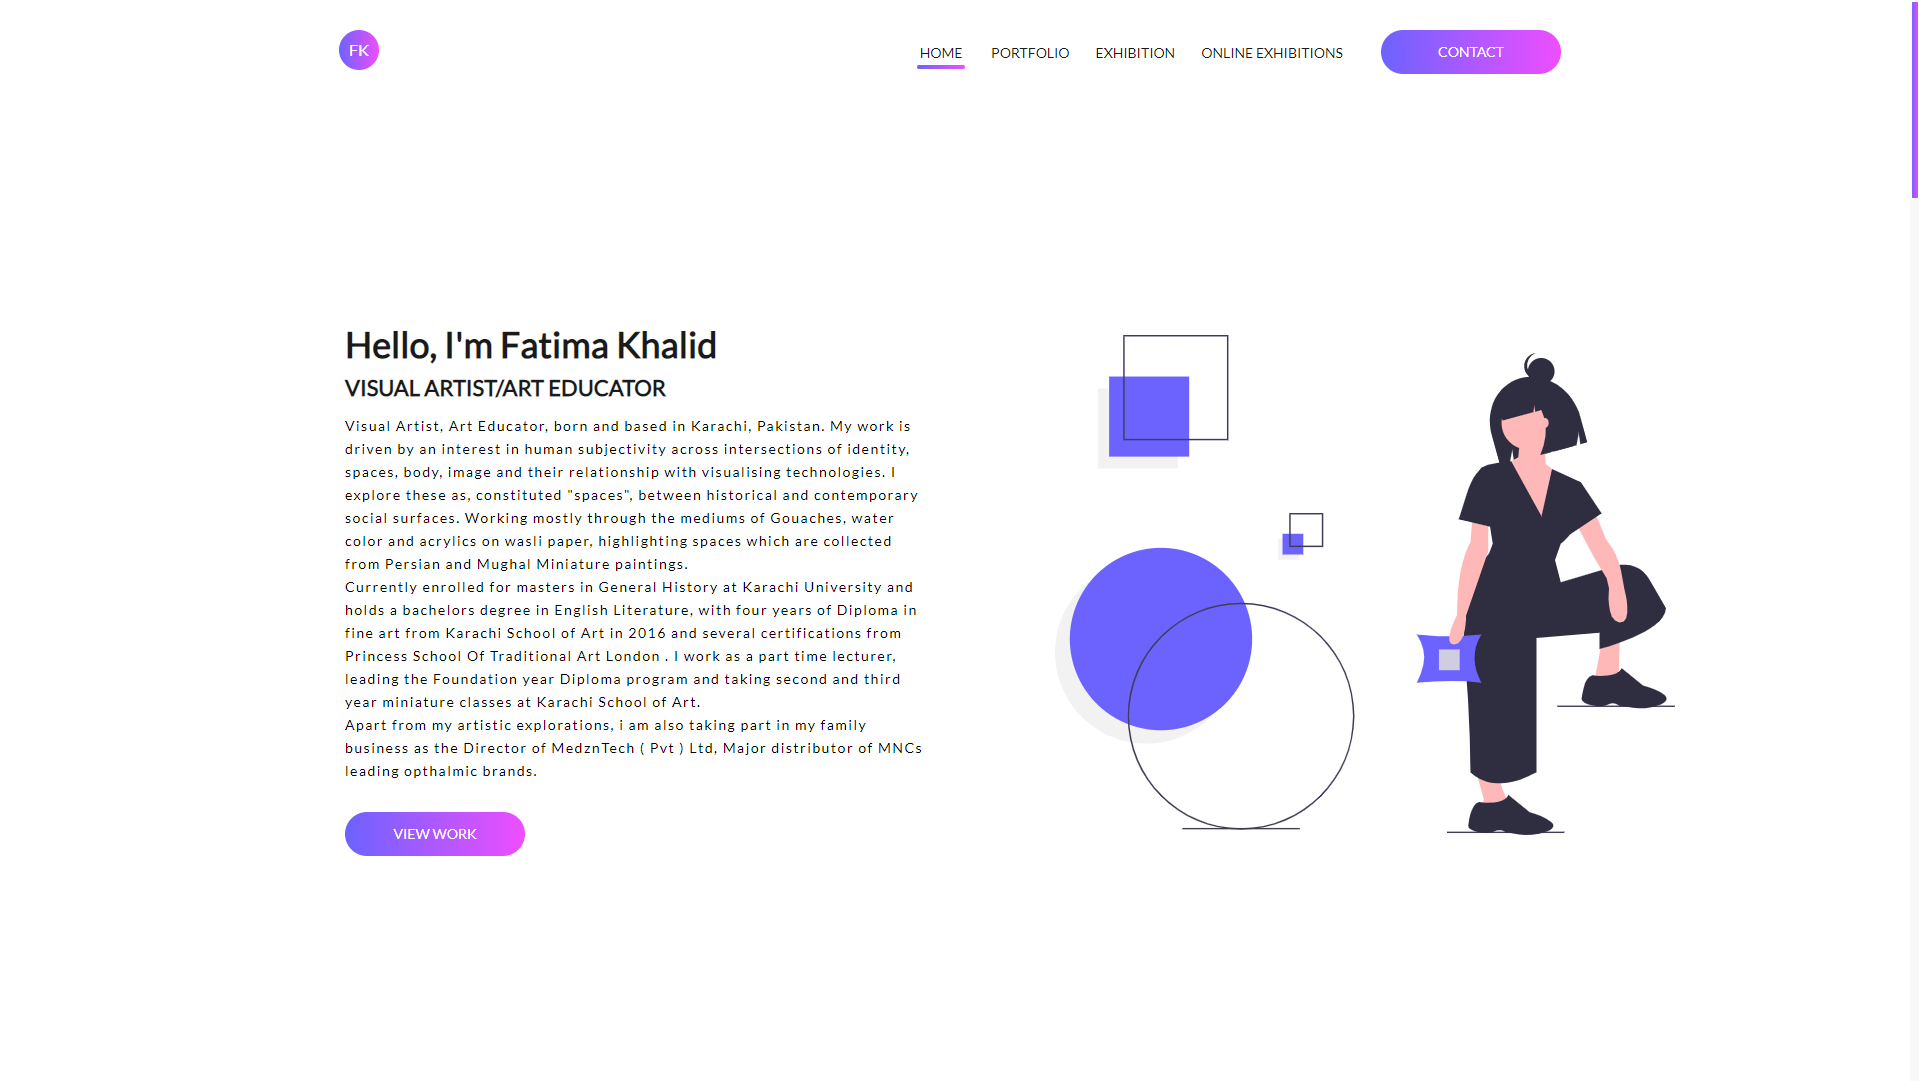 FK
HOME
PORTFOLIO
EXHIBITION
ONLINE EXHIBITIONS
CONTACT
Hello, I'm Fatima Khalid
VISUAL ARTIST/ART EDUCATOR
Visual Artist, Art Educator, born and based in Karachi, Pakistan. My work is
driven by an interest in human subjectivity across intersections of identity,
spaces, body, image and their relationship with visualising technologies. I
explore these as, constituted "spaces", between historical and contemporary
social surfaces. Working mostly through the mediums of Gouaches, water
color and acrylics on wasli paper, highlighting spaces which are collected
from Persian and Mughal Miniature paintings.
Currently enrolled for masters in General History at Karachi University and
holds a bachelors degree in English Literature, with four years of Diploma in
fine art from Karachi School of Art in 2016 and several certifications from
Princess School Of Traditional Art London . I work as a part time lecturer,
leading the Foundation year Diploma program and taking second and third
year miniature classes at Karachi School of Art.
Apart from my artistic explorations, i am also taking part in my family
business as the Director of MedznTech ( Pvt ) Ltd, Major distributor of MNCs
leading opthalmic brands.
VIEW WORK